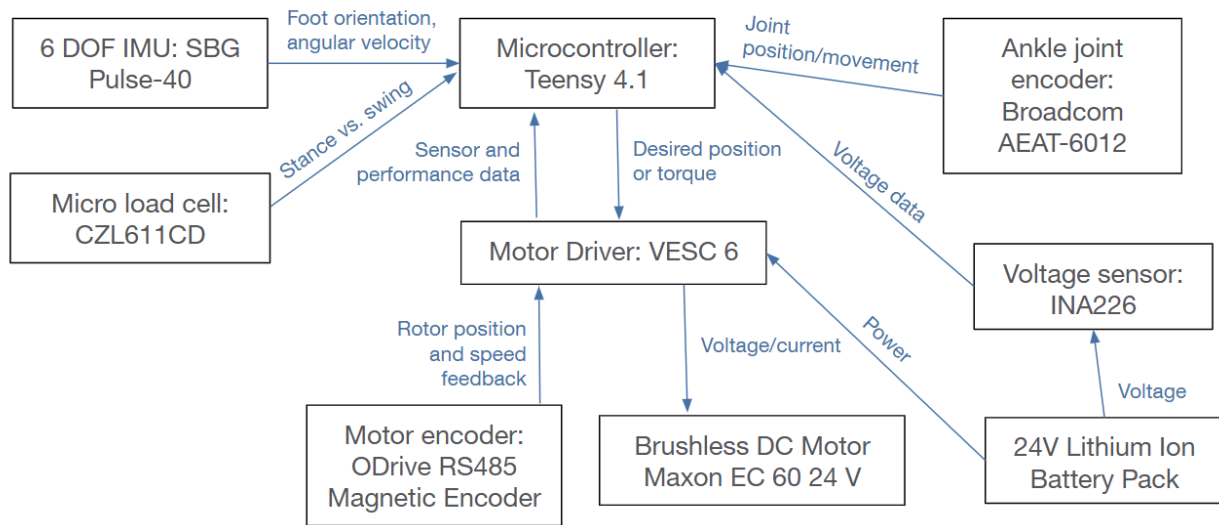 6 DOF IMU: SBG
Pulse-40
Foot orientation,
angular velocity
Microcontroller:
Teensy 4.1
Joint
position/movement
Ankle joint
encoder:
Broadcom
AEAT-6012
Stance vs. swing
Micro load cell:
CZL611CD
Sensor and
performance data
Desired position
or torque
Voltage data
Motor Driver: VESC 6
Voltage sensor:
INA226
Rotor position
and speed
feedback
Voltage/current
Power
Voltage
Motor encoder:
ODrive RS485
Magnetic Encoder
Brushless DC Motor
Maxon EC 60 24 V
24V Lithium Ion
Battery Pack